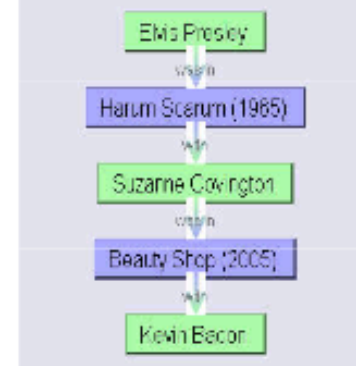 Elvis Presley
was in
Harum Scarum (1965)
with
Suzanne Covington
was in
Beauty Shop (2005)
with
Kevin Bacon